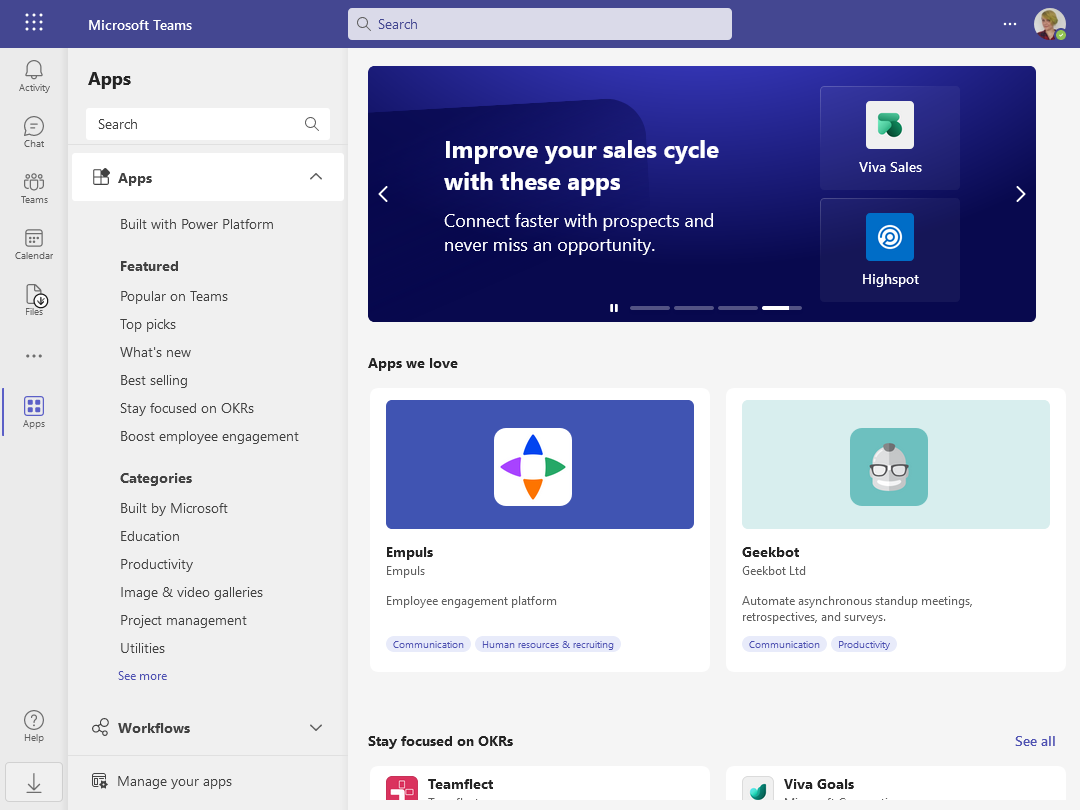 Microsoft Teams
Search
Activity
Chat
Teams
Calendar
Files
Apps
Help
Apps
Search
Apps
Built with Power Platform
Featured
Popular on Teams
Top picks
What's new
Best selling
Stay focused on OKRs
Boost employee engagement
Categories
Built by Microsoft
Education
Productivity
Image & video galleries
Project management
Utilities
See more
Workflows
Manage your apps
Improve your sales cycle
with these apps
Connect faster with prospects and
never miss an opportunity.
Viva Sales
Highspot
Apps we love
Empuls
Empuls
Employee engagement platform
Communication
Human resources & recruiting
Geekbot
Geekbot Ltd
Automate asynchronous standup meetings,
retrospectives, and surveys.
Communication
Productivity
Stay focused on OKRs
See all
Teamflect
Viva Goals